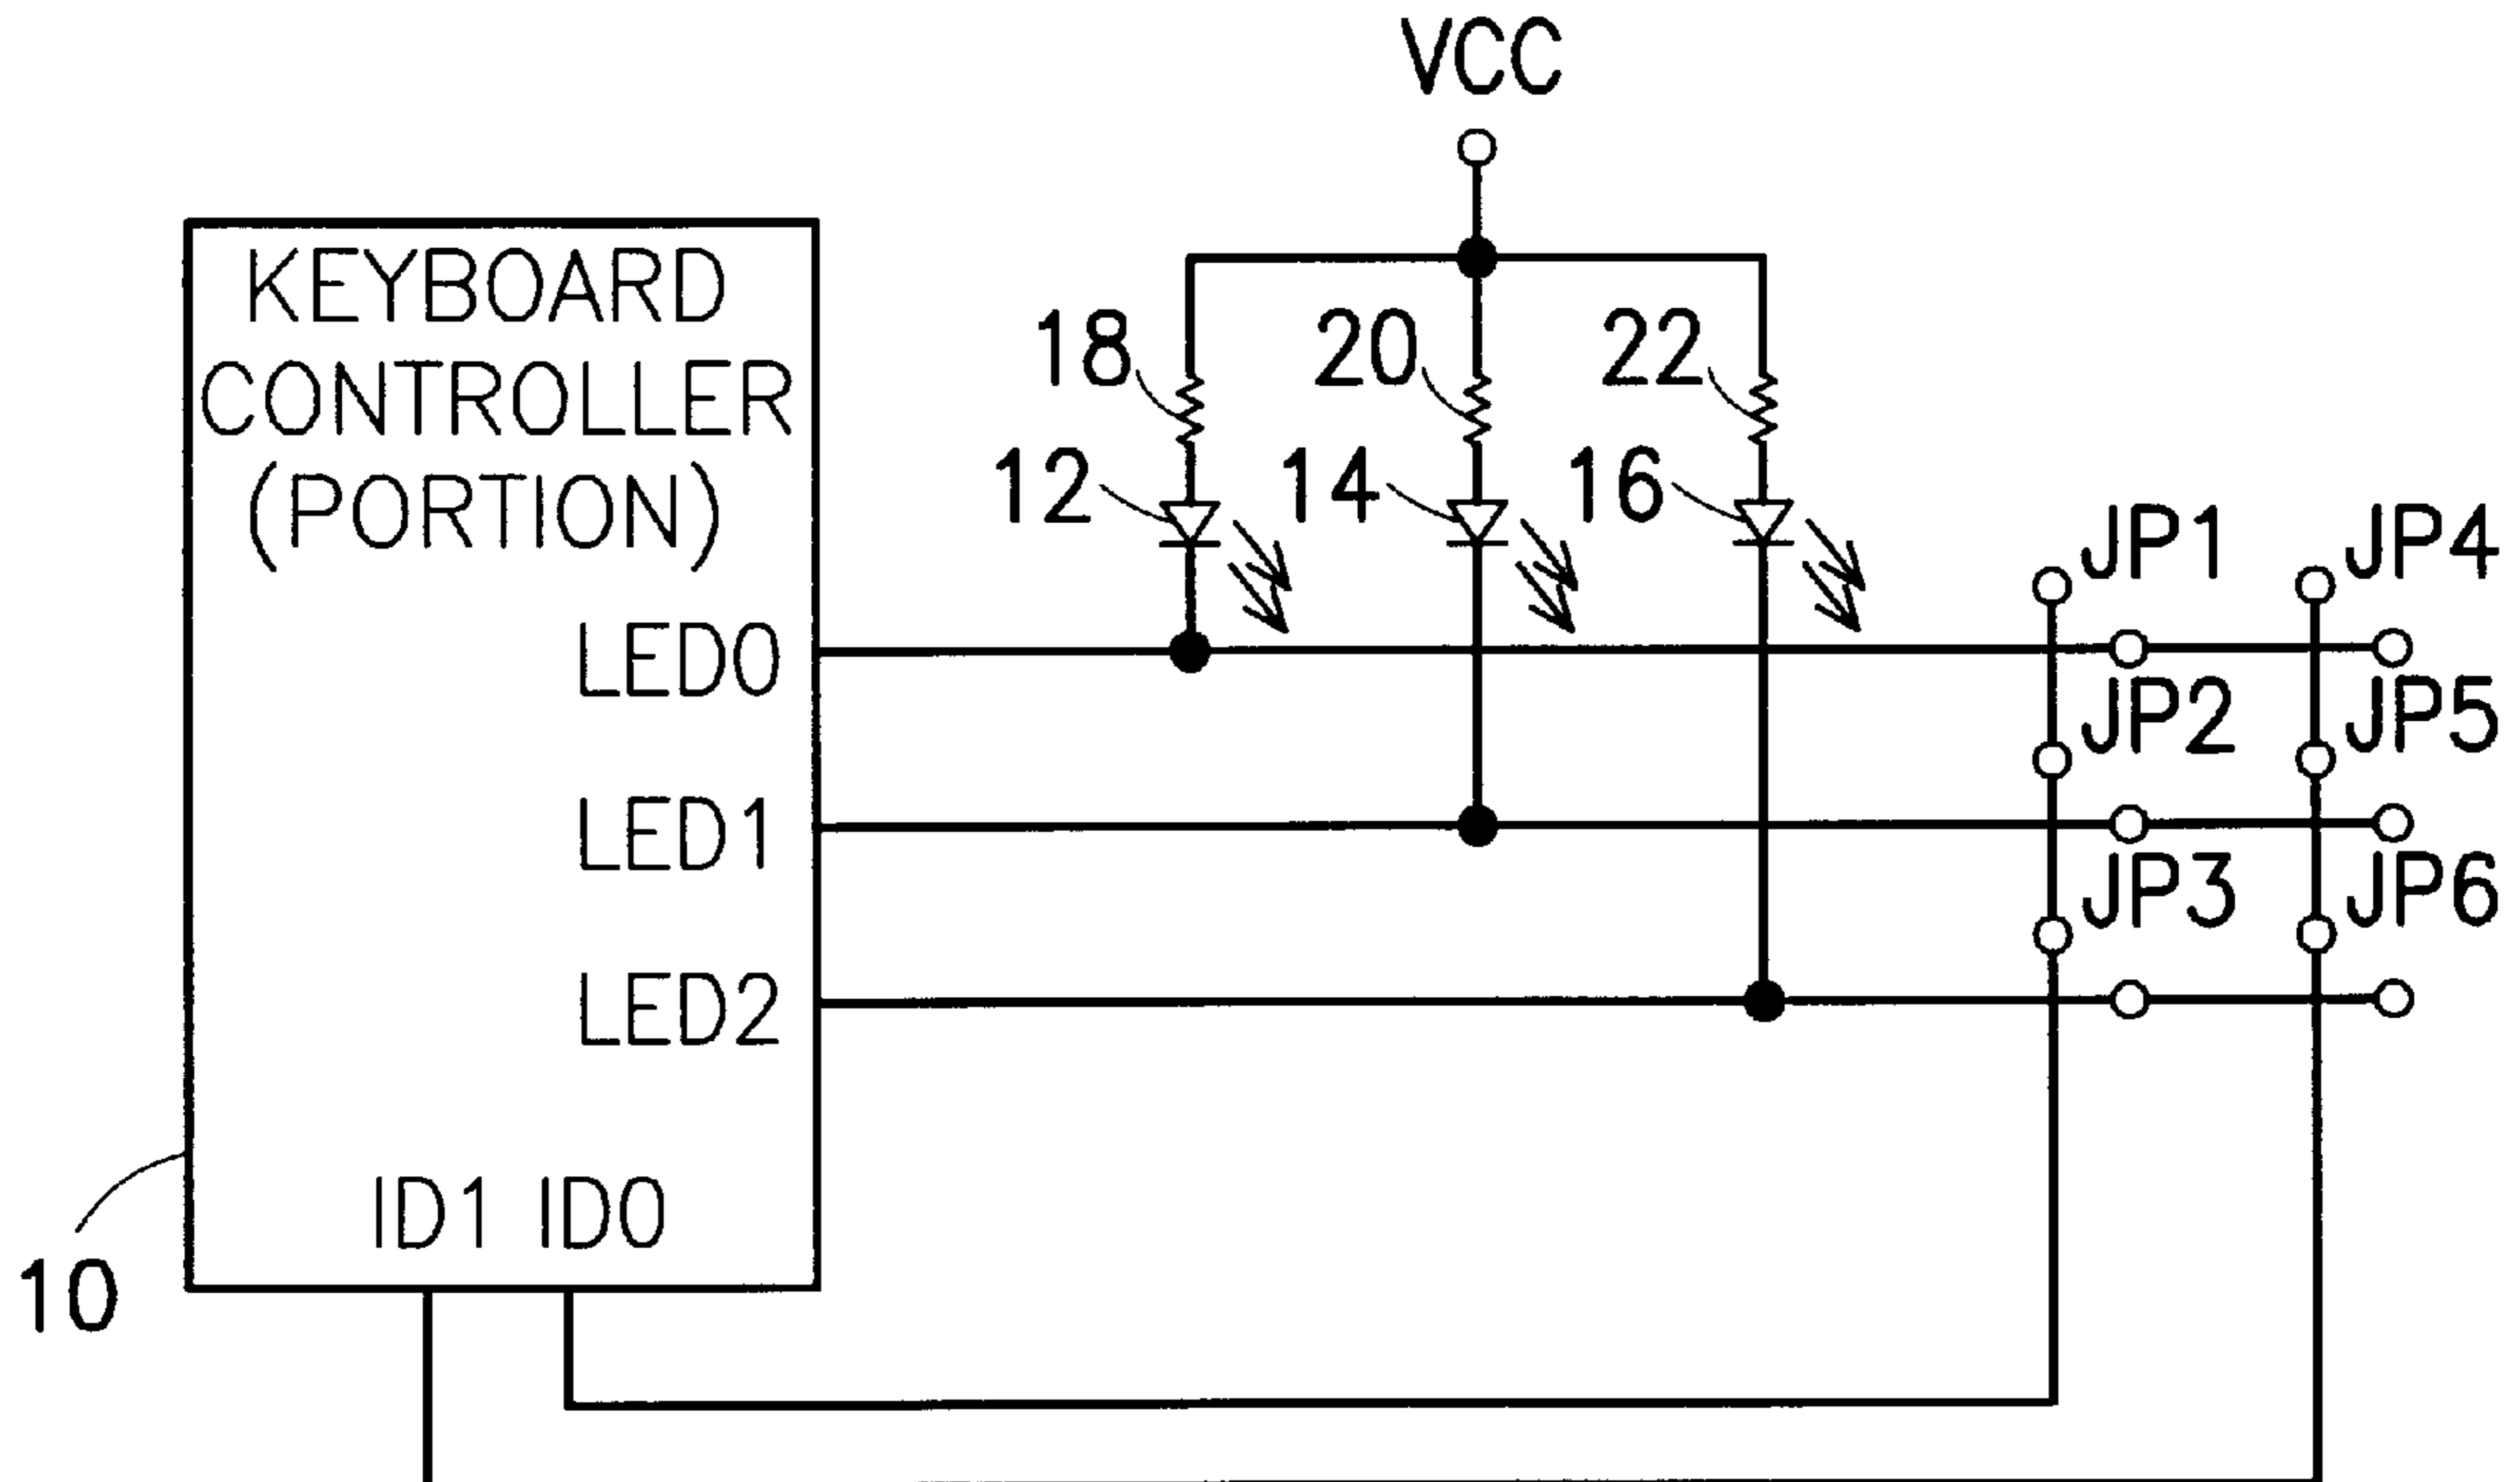 VCC
KEYBOARD
CONTROLLER
(PORTION)
18 20 22
12 14 16
JP1 JP4
LED0
JP2 JP5
LED1
JP3 JP6
LED2
ID1 ID0
10